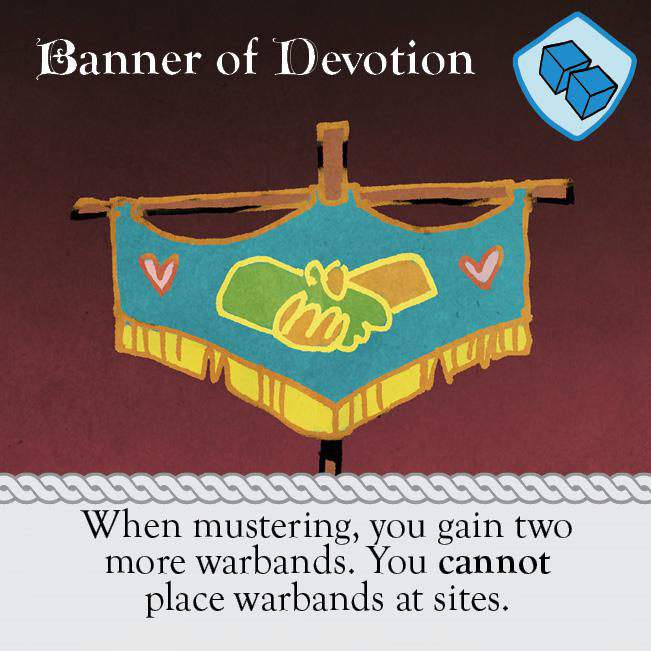 Banner of Devotion
When mustering, you gain two
more warbands. You cannot
place warbands at sites.